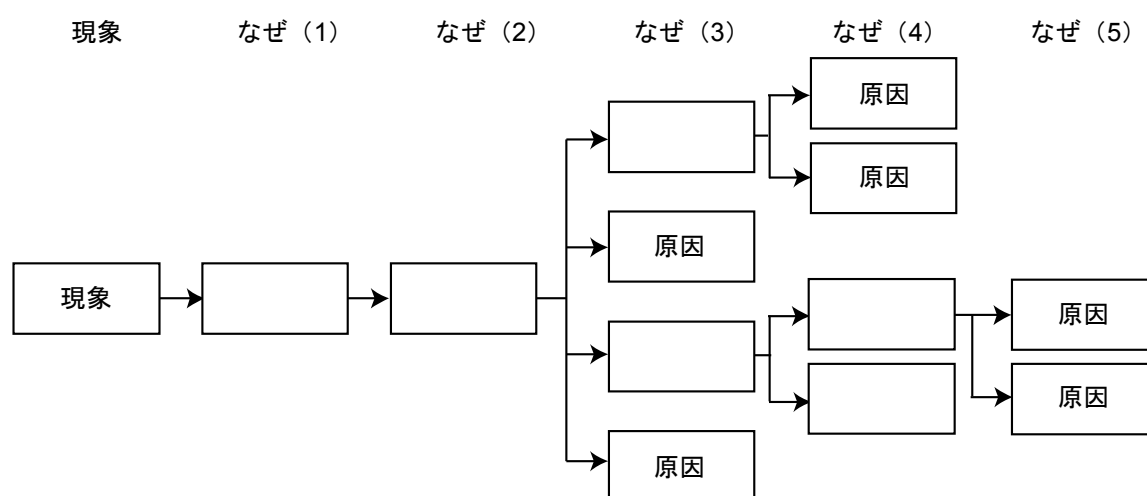 現象 なぜ（1） なぜ（2） なぜ（3） なぜ（4） なぜ（5）
原因
原因
原因
現象
原因
原因
原因